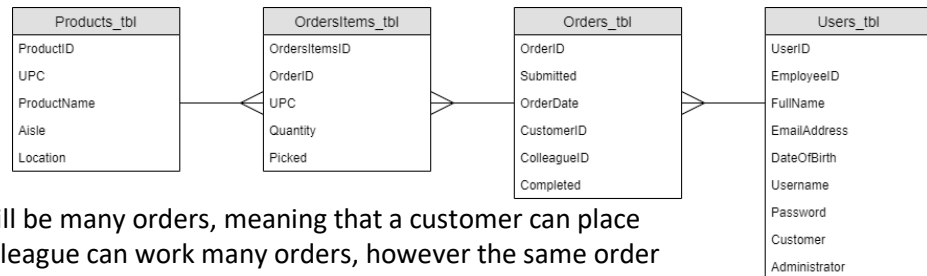 Products_tbl
ProductID
UPC
ProductName
Aisle
Location
OrdersItems_tbl
OrdersItemsID
OrderID
UPC
Quantity
Picked
Orders_tbl
OrderID
Submitted
OrderDate
CustomerID
ColleagueID
Completed
Users_tbl
UserID
EmployeeID
FullName
EmailAddress
DateOfBirth
Username
Password
Customer
Administrator
ill be many orders, meaning that a customer can place
league can work many orders, however the same order